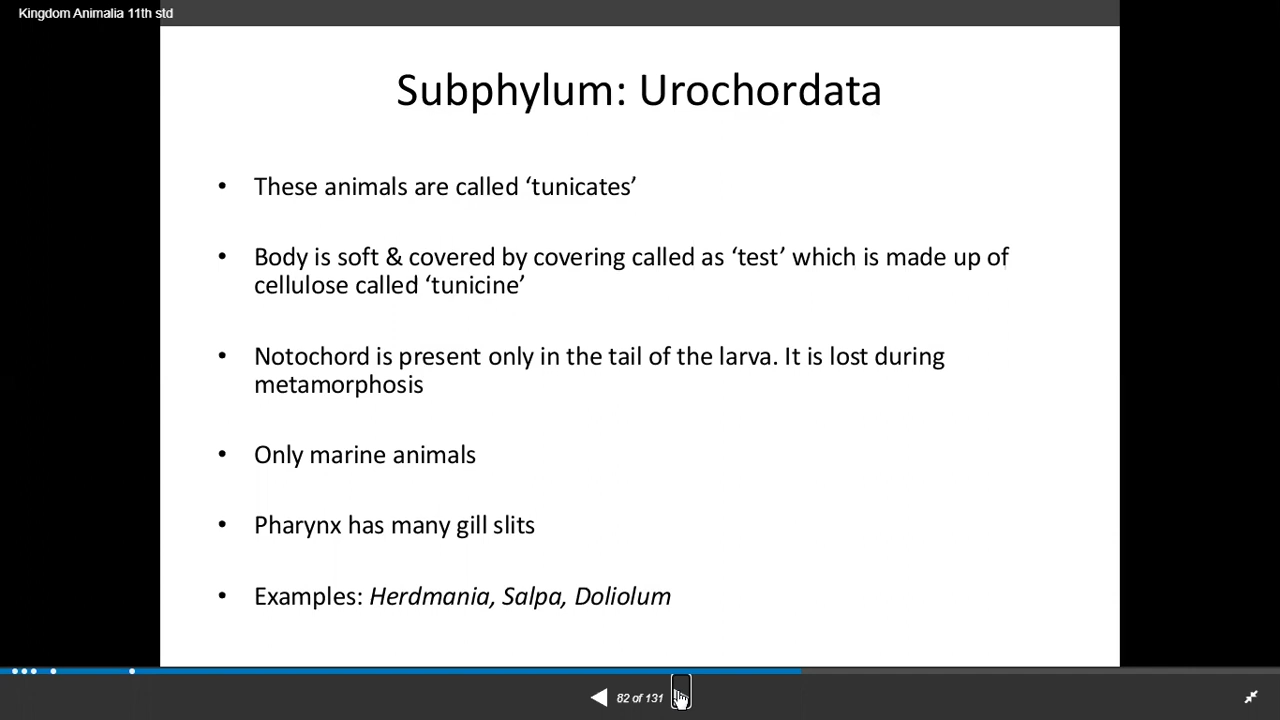 Kingdom Animalia 11th std
Subphylum: Urochordata
• These animals are called ‘tunicates’
• Body is soft & covered by covering called as ‘test’ which is made up of
cellulose called ‘tunicine’
• Notochord is present only in the tail of the larva. It is lost during
metamorphosis
• Only marine animals
• Pharynx has many gill slits
• Examples: Herdmania, Salpa, Doliolum
82 of 131